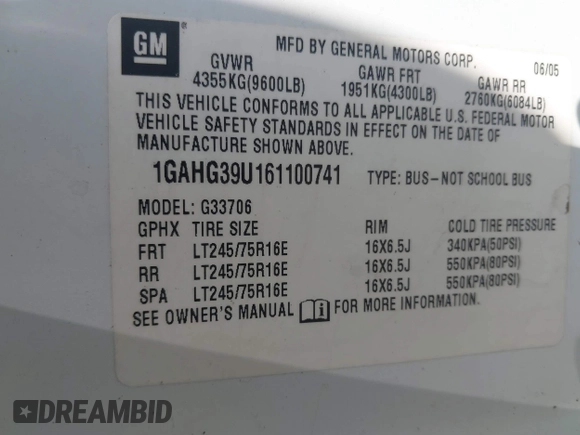 GM
MFD BY GENERAL MOTORS CORP. 06/05
GVWR GAWR FRT GAWR RR
4355KG(9600LB) 1951KG(4300LB) 2760KG(6084LB)
THIS VEHICLE CONFORMS TO ALL APPLICABLE U.S. FEDERAL MOTOR
VEHICLE SAFETY STANDARDS IN EFFECT ON THE DATE OF
MANUFACTURE SHOWN ABOVE.
1GAHG39U161100741 TYPE: BUS-NOT SCHOOL BUS
MODEL: G33706
GPHX TIRE SIZE RIM COLD TIRE PRESSURE
FRT LT245/75R16E 16X6.5J 340KPA(50PSI)
RR LT245/75R16E 16X6.5J 550KPA(80PSI)
SPA LT245/75R16E 16X6.5J 550KPA(80PSI)
SEE OWNER'S MANUAL i FOR MORE INFORMATION.
DREAMBID